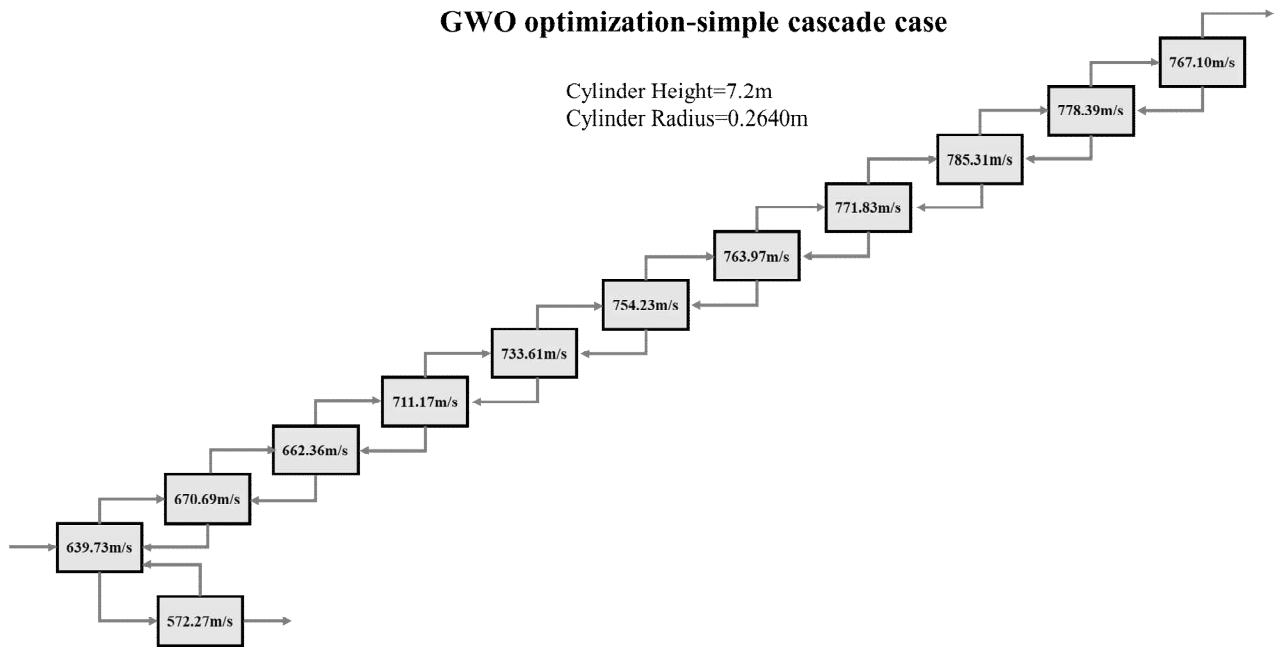 GWO optimization-simple cascade case
Cylinder Height=7.2m
Cylinder Radius=0.2640m
767.10m/s
778.39m/s
785.31m/s
771.83m/s
763.97m/s
754.23m/s
733.61m/s
711.17m/s
662.36m/s
670.69m/s
639.73m/s
572.27m/s